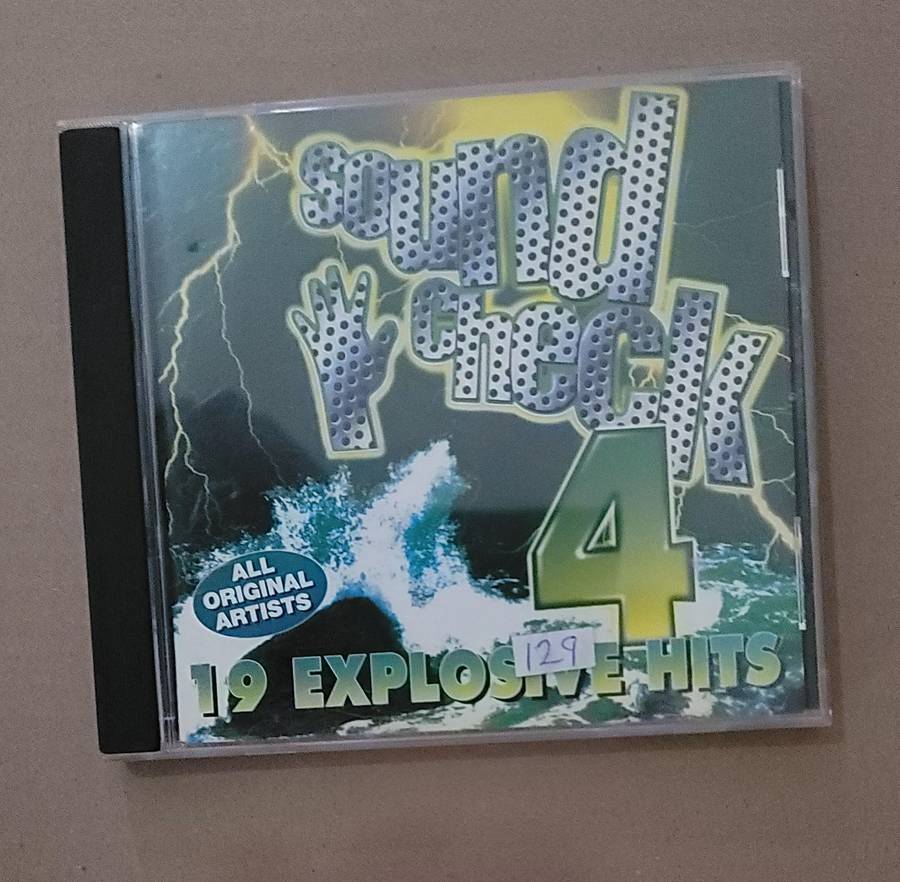 sound
check
4
ALL
ORIGINAL
ARTISTS
129
19 EXPLOSIVE HITS